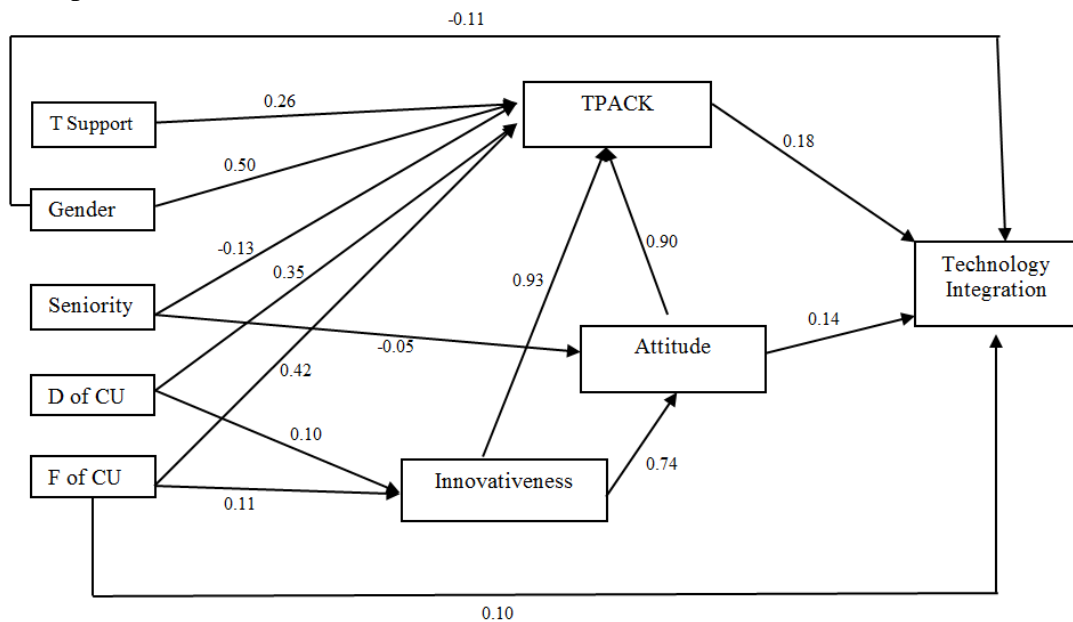 -0.11
T Support
0.26
TPACK
0.18
0.50
Gender
-0.13
0.35
0.90
Technology
Integration
Seniority
0.93
0.14
-0.05
Attitude
0.42
D of CU
0.10
0.74
F of CU
Innovativeness
0.11
0.10